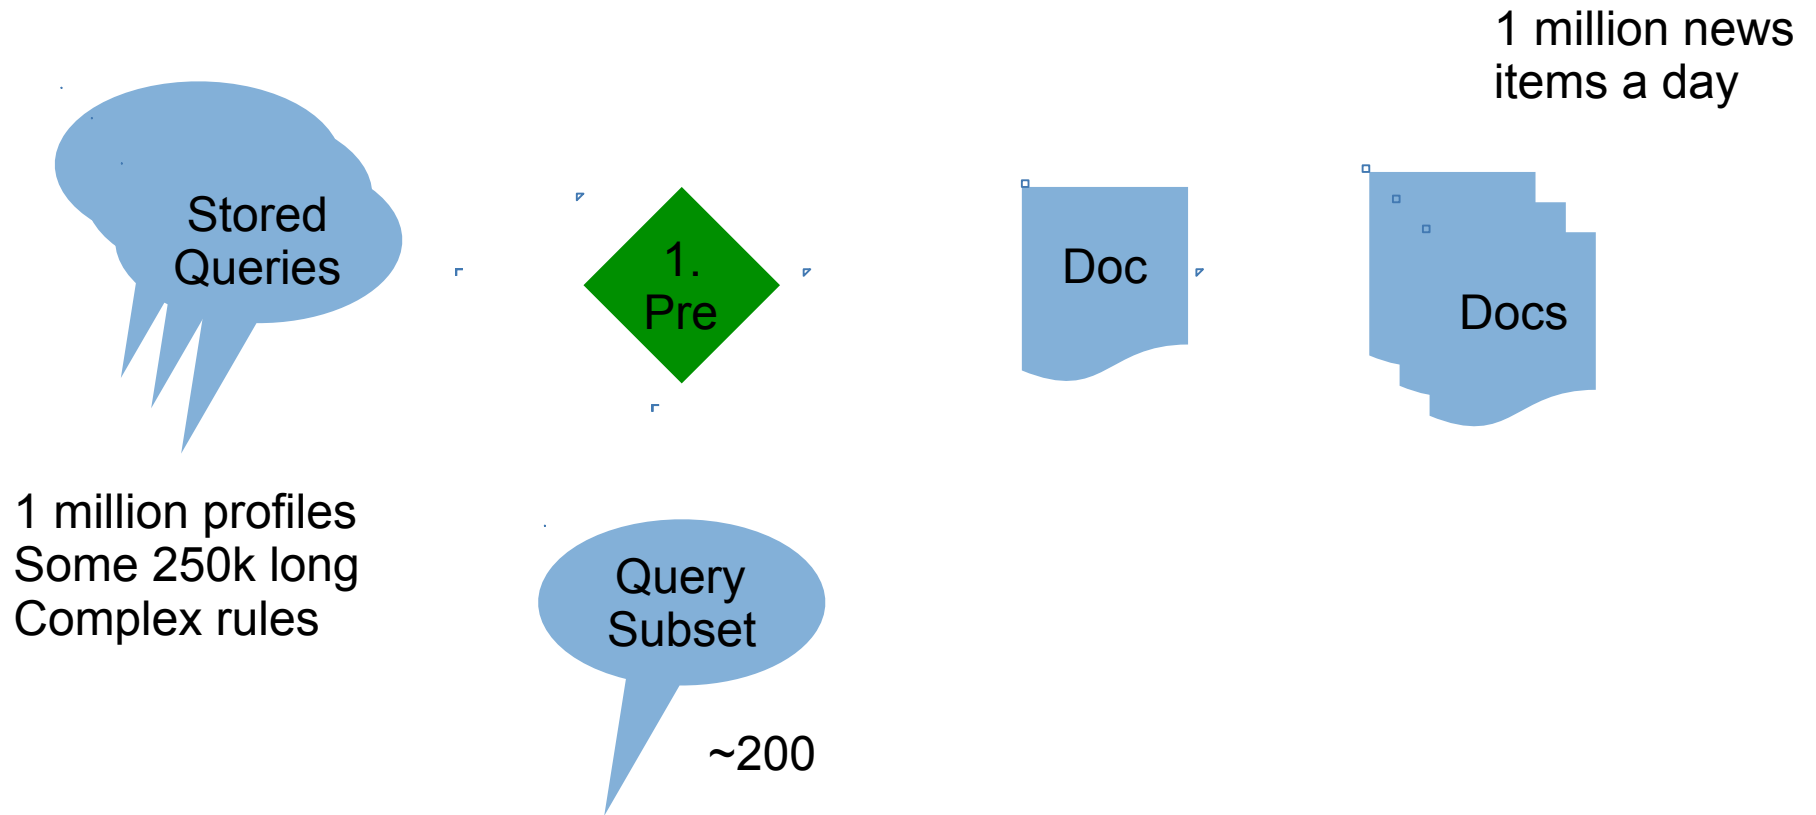 1 million news
items a day
Stored
Queries
1.
Pre
Doc
Docs
1 million profiles
Some 250k long
Complex rules
Query
Subset
~200